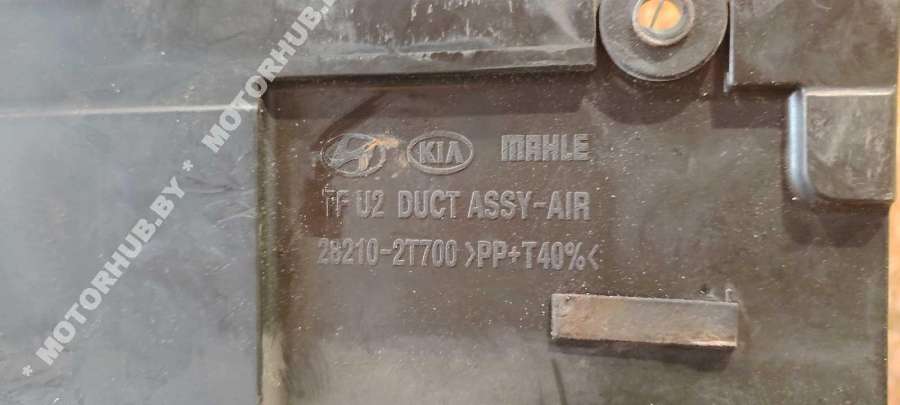 KIA MAHLE
TF U2 DUCT ASSY-AIR
28210-2T700 >PP+T40%<
* MOTORHUB.BY * MOTORHUB.BY *